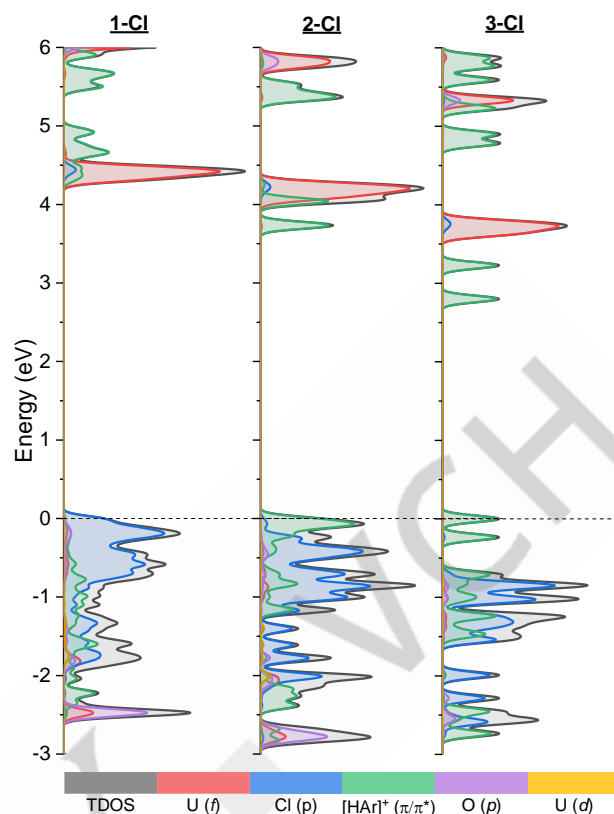 1-Cl 2-Cl 3-Cl
6
5
4
3
2
1
0
-1
-2
-3
Energy (eV)
VCH
TDOS U (f) Cl (p) [HAr]⁺ (π/π*) O (p) U (d)